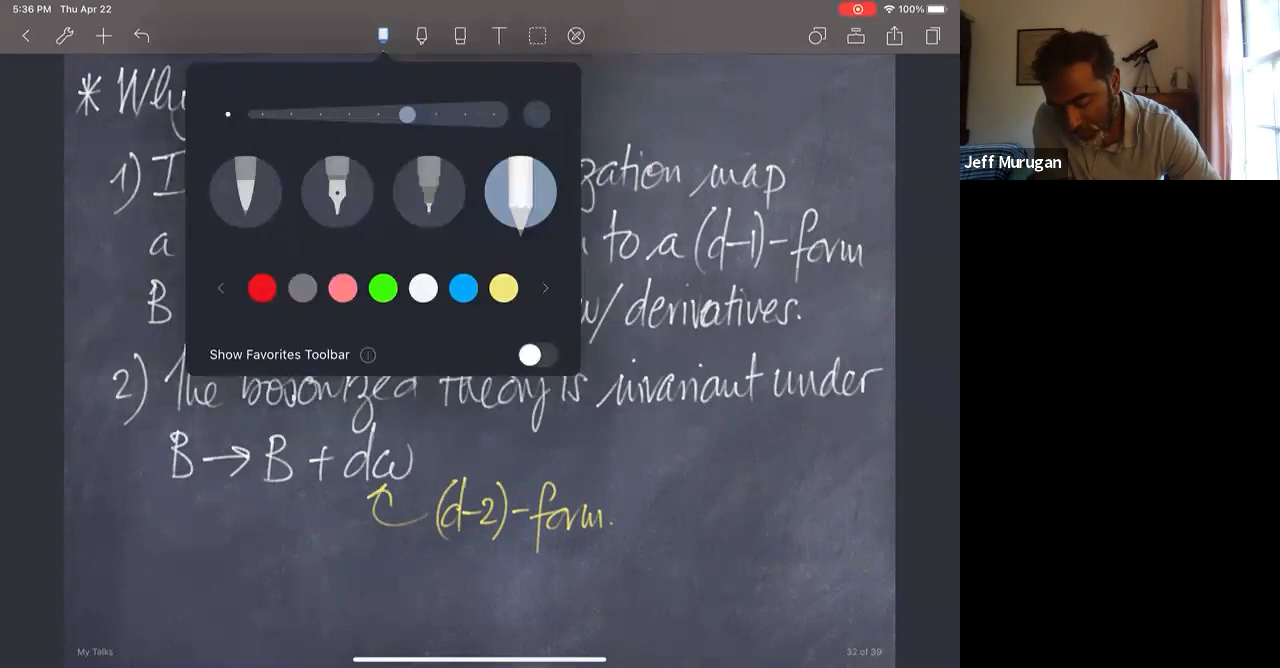 5:36 PM Thu Apr 22
100%
* Why
1) I
zation map
a
to a (d-1)-form
B
w/ derivatives.
Show Favorites Toolbar
2) The bosonized theory is invariant under
B → B + dω
(d-2)-form.
My Talks
32 of 39
Jeff Murugan